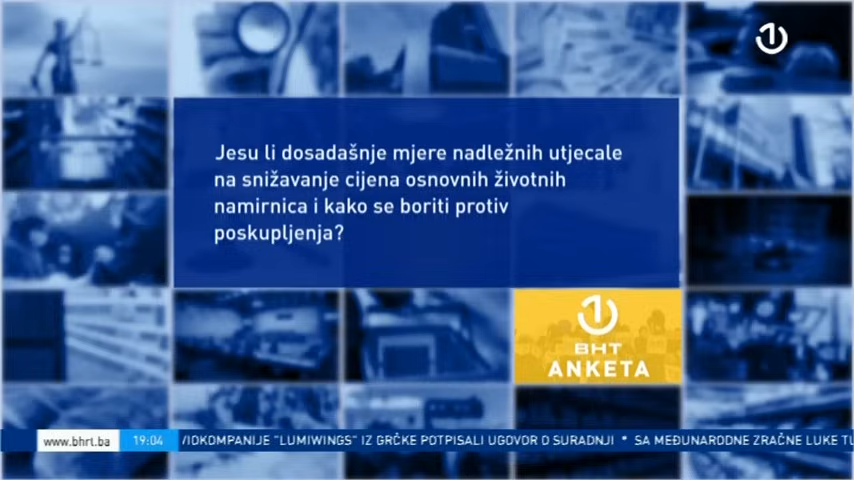 Jesu li dosadašnje mjere nadležnih utjecale
na snižavanje cijena osnovnih životnih
namirnica i kako se boriti protiv
poskupljenja?
BHT
ANKETA
www.bhrt.ba 19:04 /IOKOMPANIJE "LUMIWINGS" IZ GRČKE POTPISALI UGOVOR O SURADNJI * SA MEĐUNARODNE ZRAČNE LUKE TU